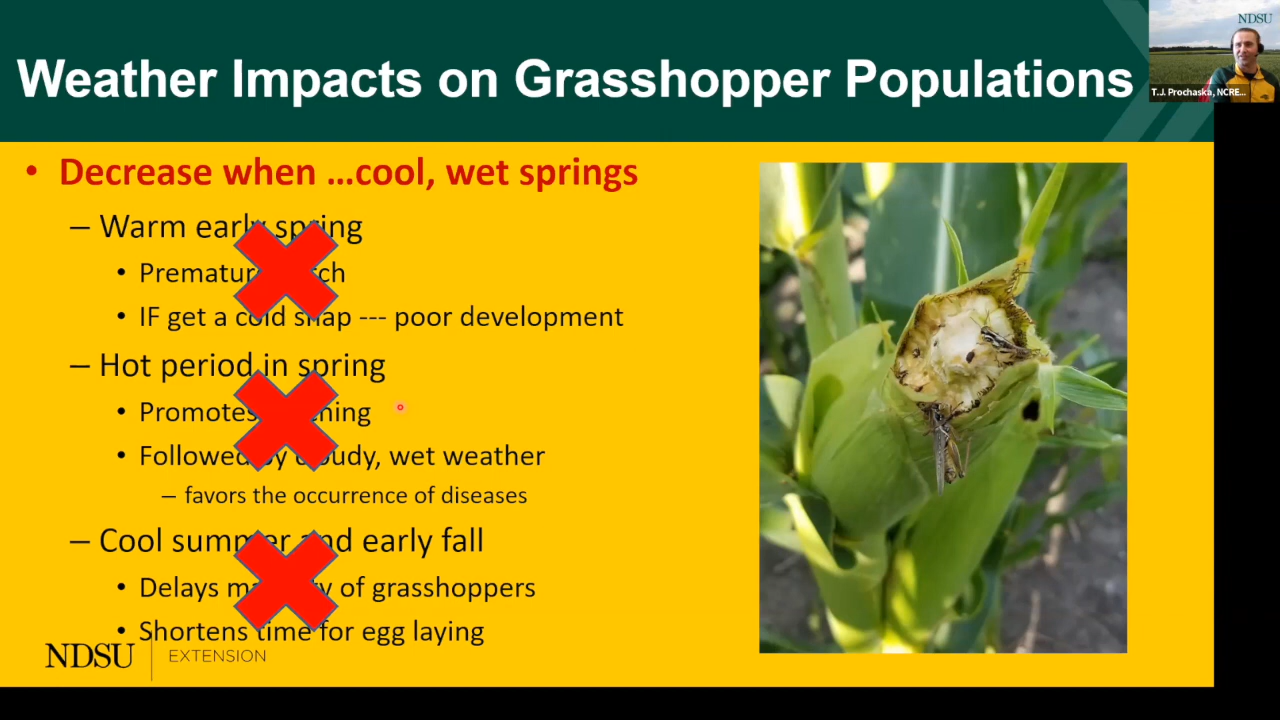 Weather Impacts on Grasshopper Populations
NDSU
T.J. Prochaska, NCRE...
• Decrease when ...cool, wet springs
– Warm early spring
• Premature hatch
• IF get a cold snap --- poor development
– Hot period in spring
• Promotes
• Followed by cloudy, wet weather
– favors the occurrence of diseases
– Cool summer and early fall
• Delays maturity of grasshoppers
• Shortens time for egg laying
NDSU EXTENSION